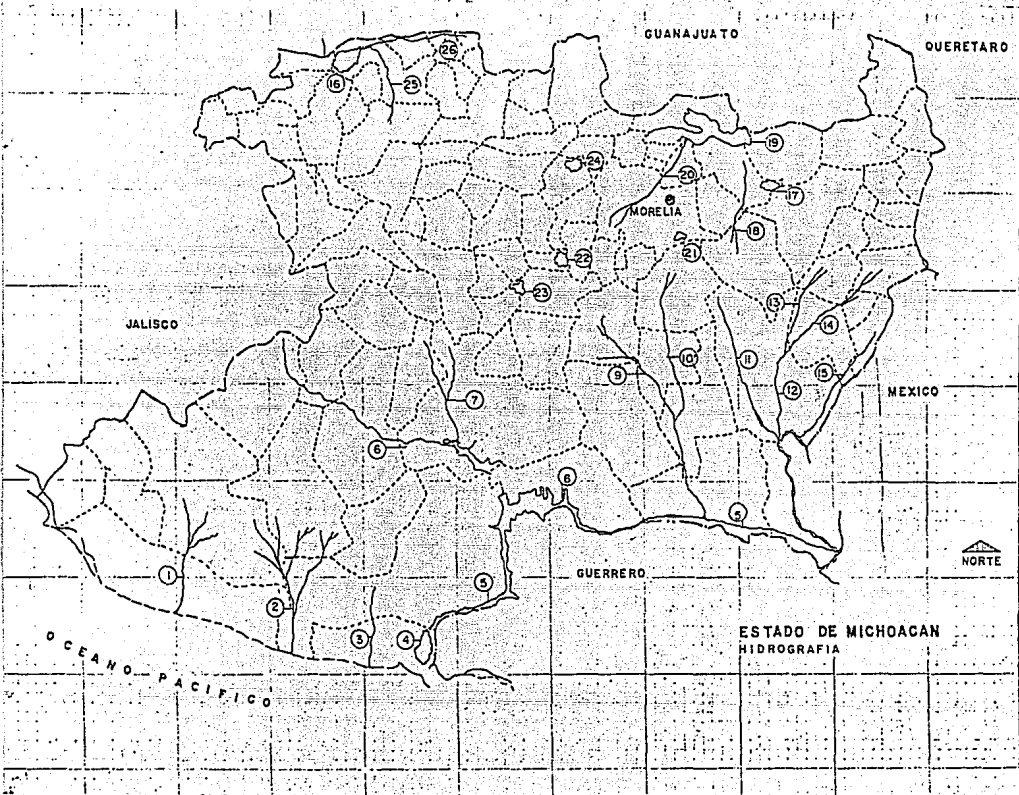 GUANAJUATO
QUERETARO
26
16
25
19
24
20
17
MORELIA
18
21
22
23
13
14
JALISCO
11
10
9
15
12
MEXICO
7
6
6
5
NORTE
1
GUERRERO
5
2
3
4
ESTADO DE MICHOACAN
HIDROGRAFIA
OCEANO PACIFICO